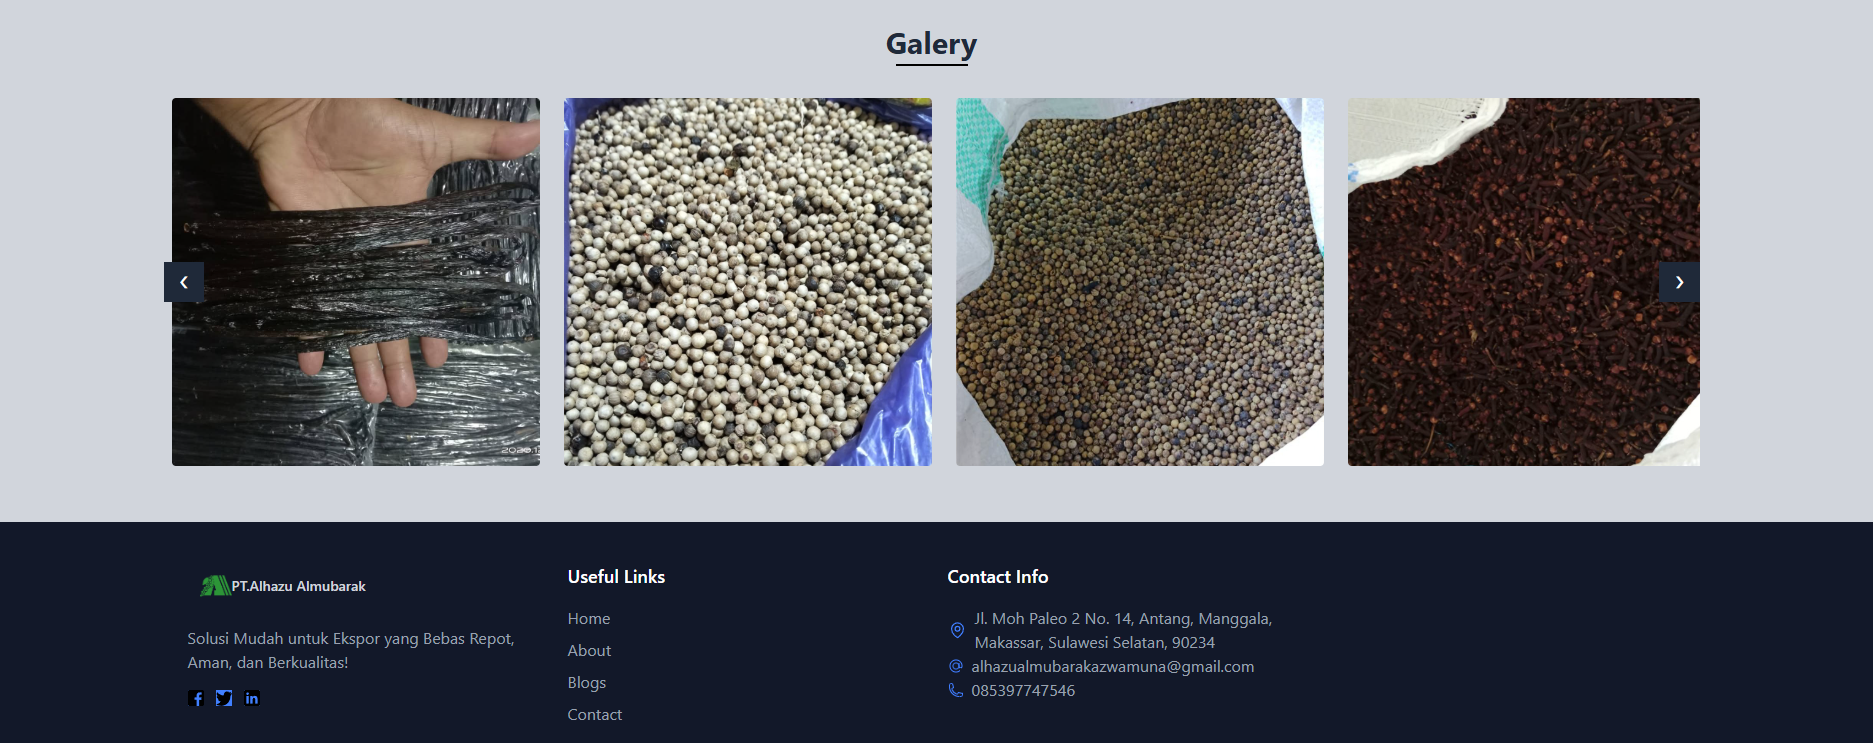 Galery
PT.Alhazu Almubarak
Solusi Mudah untuk Ekspor yang Bebas Repot,
Aman, dan Berkualitas!
Useful Links
Home
About
Blogs
Contact
Contact Info
Jl. Moh Paleo 2 No. 14, Antang, Manggala,
Makassar, Sulawesi Selatan, 90234
alhazualmubarakazwamuna@gmail.com
085397747546